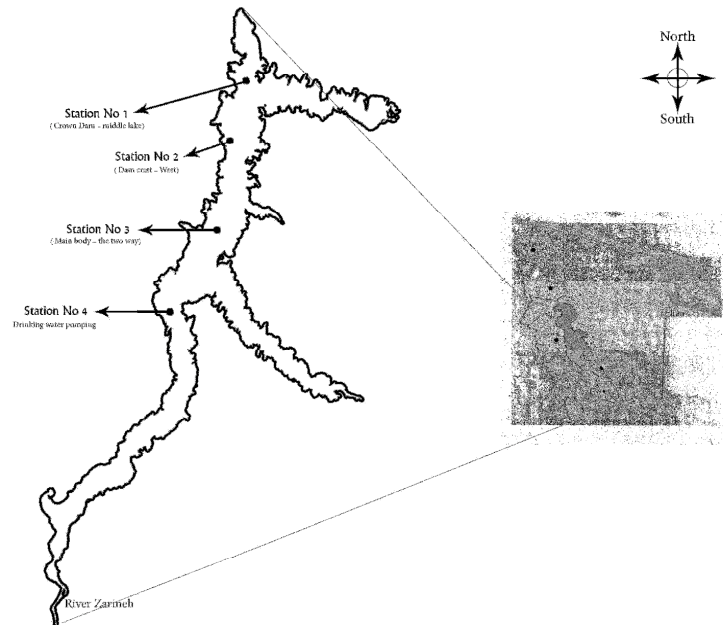 North
South
Station No 1
( Crown Dam – middle lake)
Station No 2
( Dam crest – West)
Station No 3
( Main body – the two way)
Station No 4
Drinking water pumping
River Zarineh